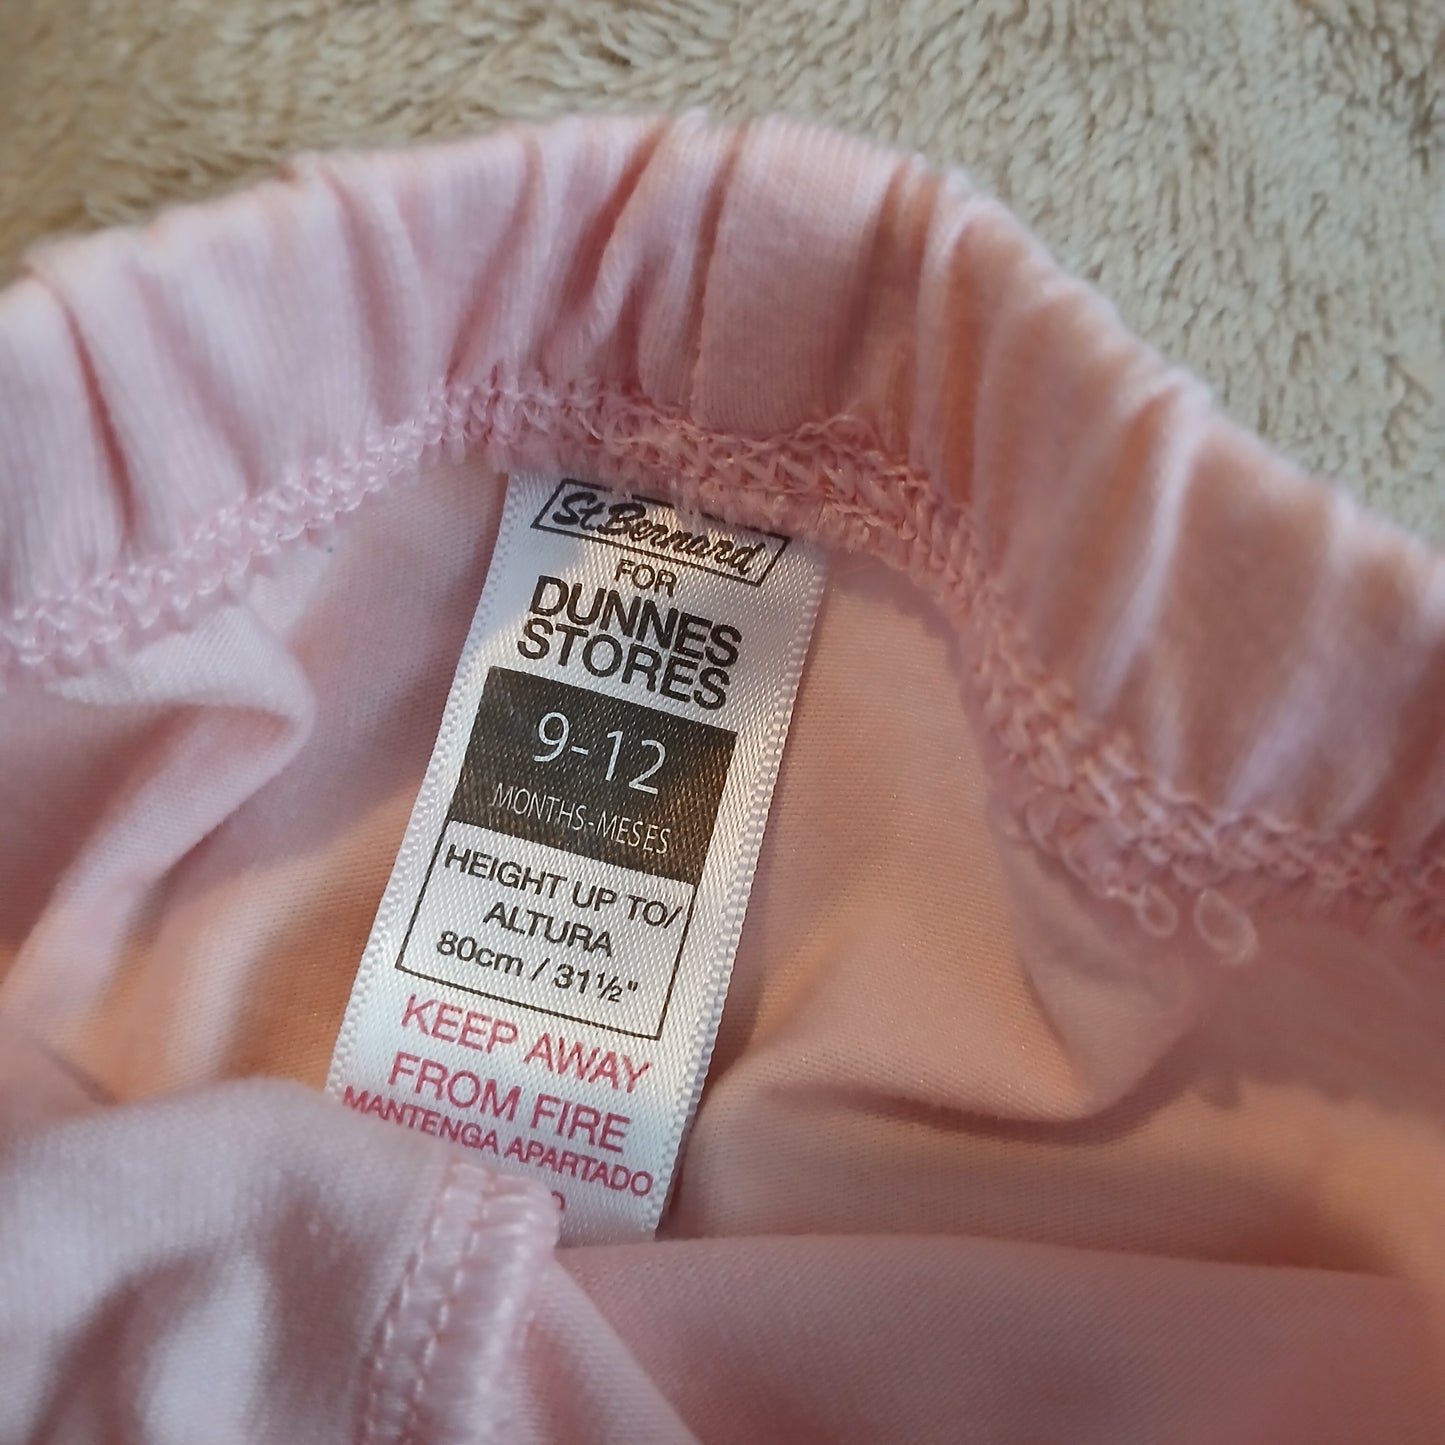 St. Bernard
FOR
DUNNES
STORES
9-12
MONTHS-MESES
HEIGHT UP TO/
ALTURA
80cm / 31½"
KEEP AWAY
FROM FIRE
MANTENGA APARTADO